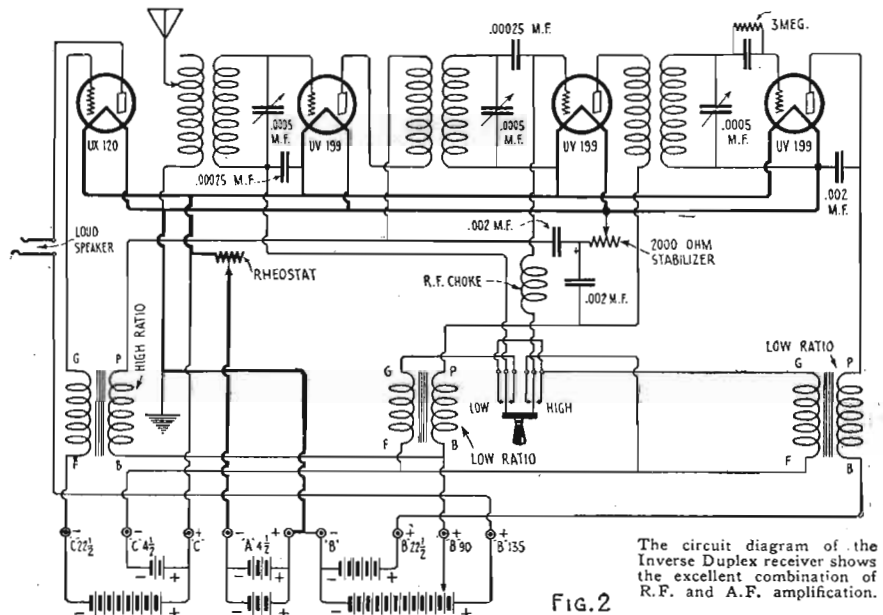 .00025 M.F.
3 MEG.
UX 120
.0005
M.F.
UV 199
.0005
M.F.
UV 199
.0005
M.F.
UV 199
.00025 M.F.
.002
M.F.
LOUD
SPEAKER
RHEOSTAT
.002 M.F.
2000 OHM
STABILIZER
R.F. CHOKE
.002 M.F.
G
P
HIGH RATIO
F
B
G
P
F
B
LOW
HIGH
LOW RATIO
LOW RATIO
G
P
F
B
- + - + - + - + - + + +
"C"22½
"C"4½
"C"
"A"4½
"B"
"B"22½
"B"90
"B"135
- +
- +
- +
- +
- +
- +
FIG.2
The circuit diagram of the
Inverse Duplex receiver shows
the excellent combination of
R.F. and A.F. amplification.